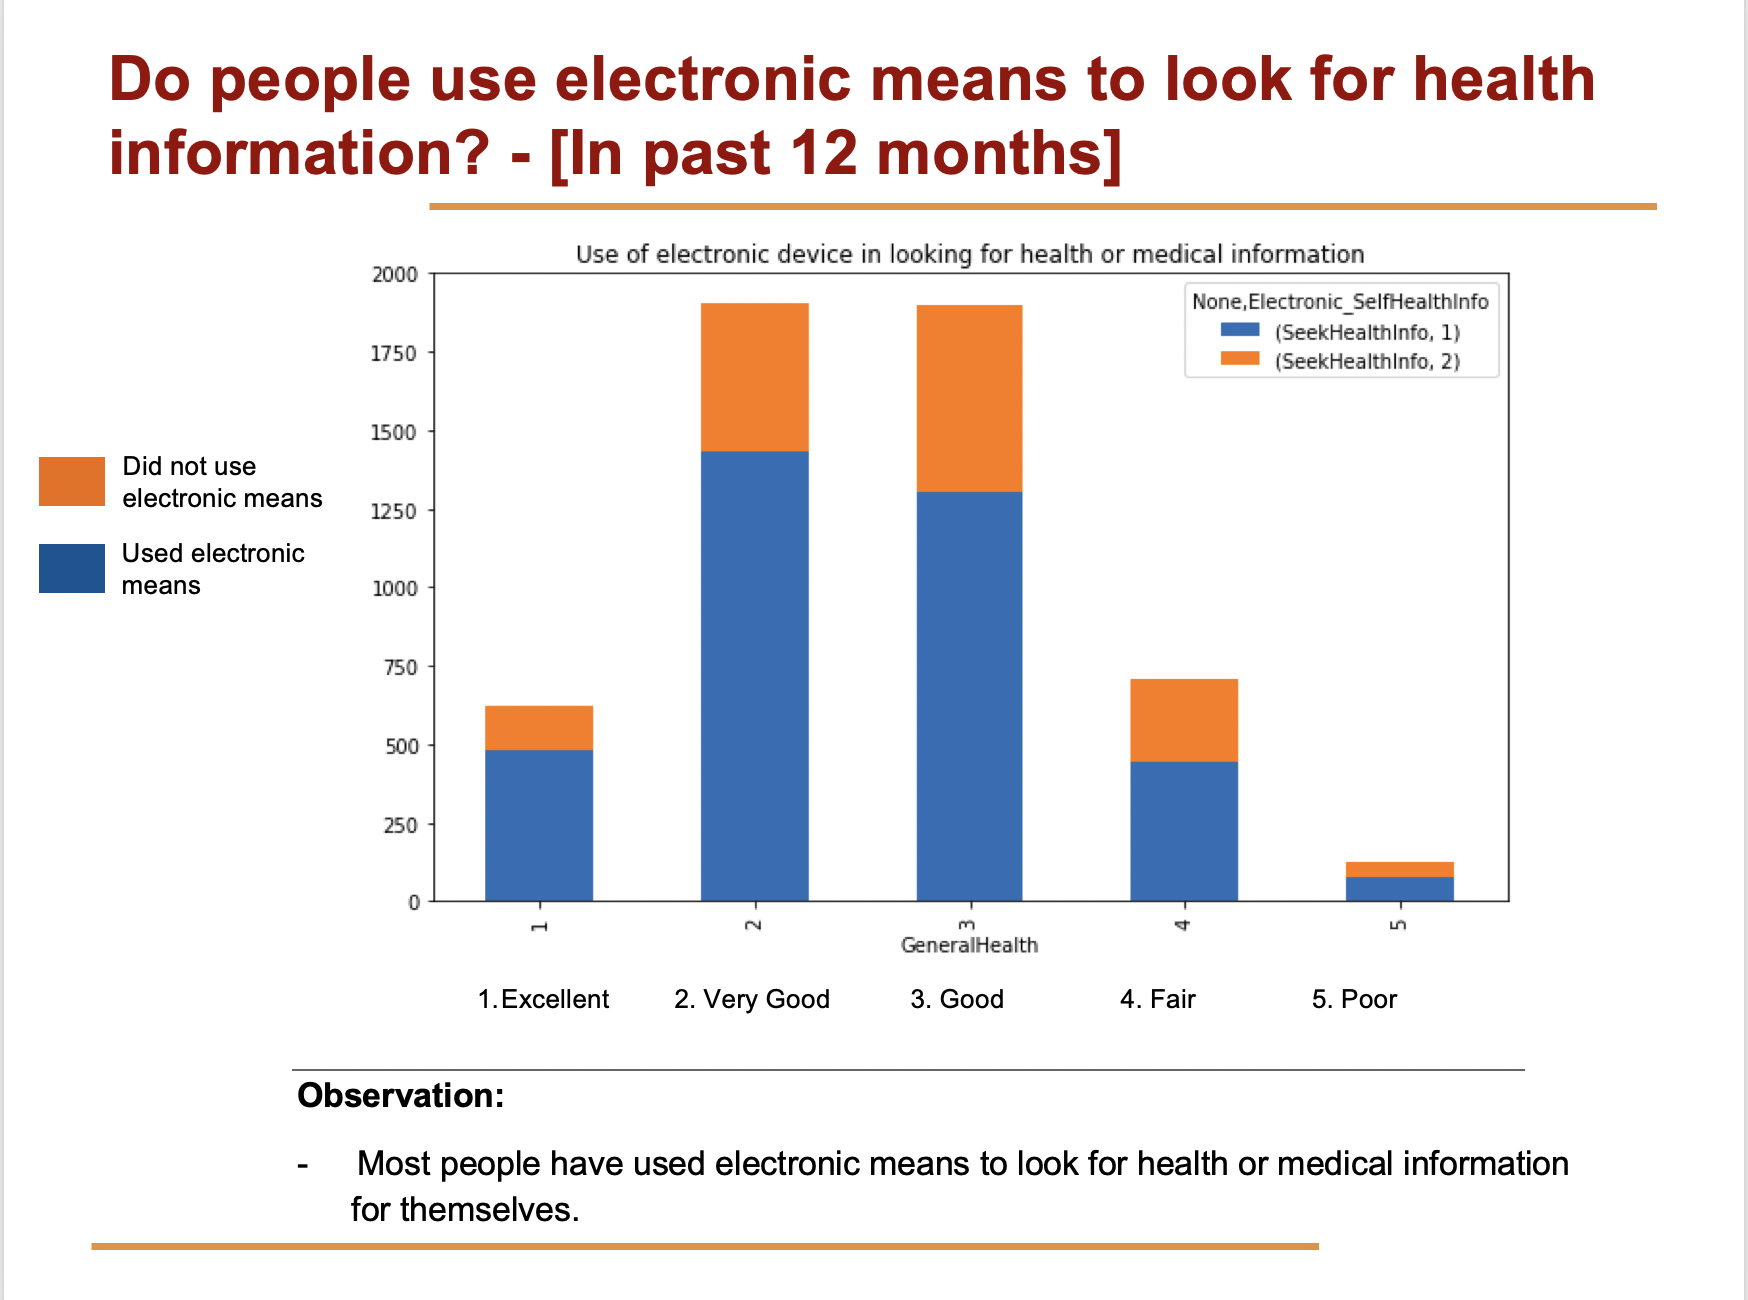 Do people use electronic means to look for health
information? - [In past 12 months]
Use of electronic device in looking for health or medical information
2000
1750
1500
1250
1000
750
500
250
0
None,Electronic_SelfHealthInfo
(SeekHealthInfo, 1)
(SeekHealthInfo, 2)
Did not use
electronic means
Used electronic
means
1 2 3 4 5
GeneralHealth
1.Excellent 2. Very Good 3. Good 4. Fair 5. Poor
Observation:
- Most people have used electronic means to look for health or medical information
for themselves.